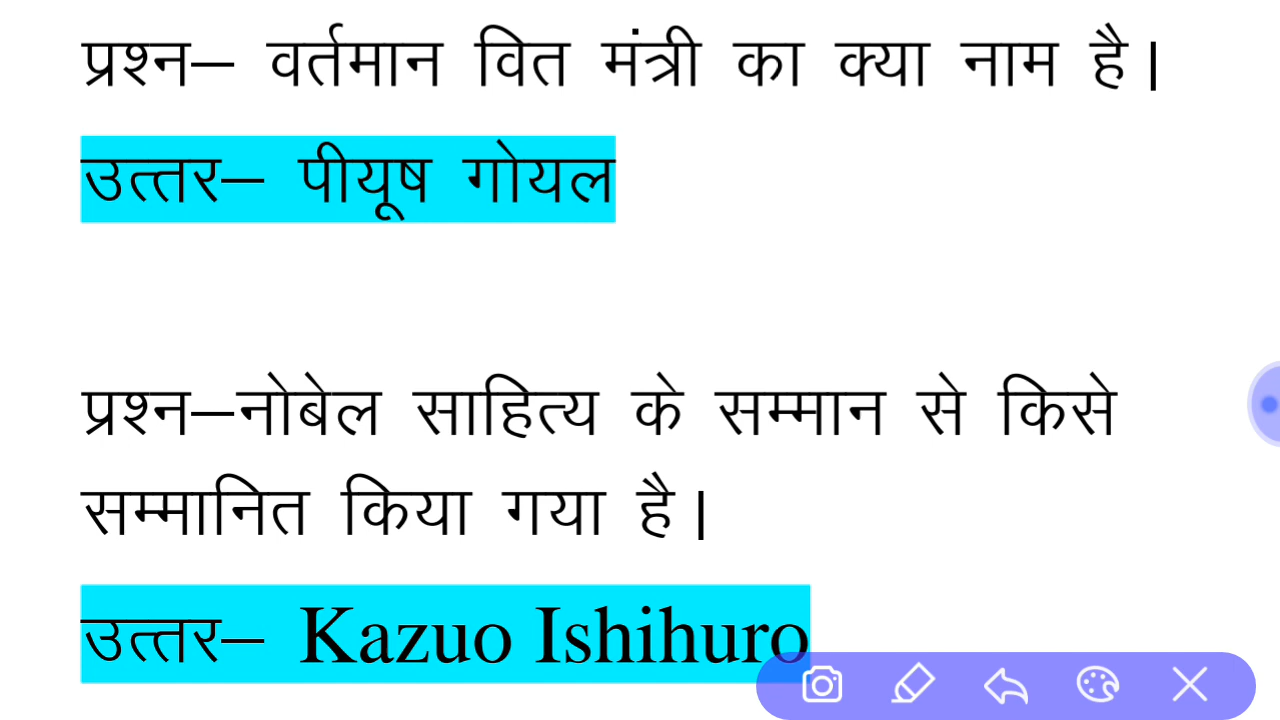 प्रश्न– वर्तमान वित मंत्री का क्या नाम है।
उत्तर– पीयूष गोयल
प्रश्न–नोबेल साहित्य के सम्मान से किसे
सम्मानित किया गया है।
उत्तर– Kazuo Ishihuro